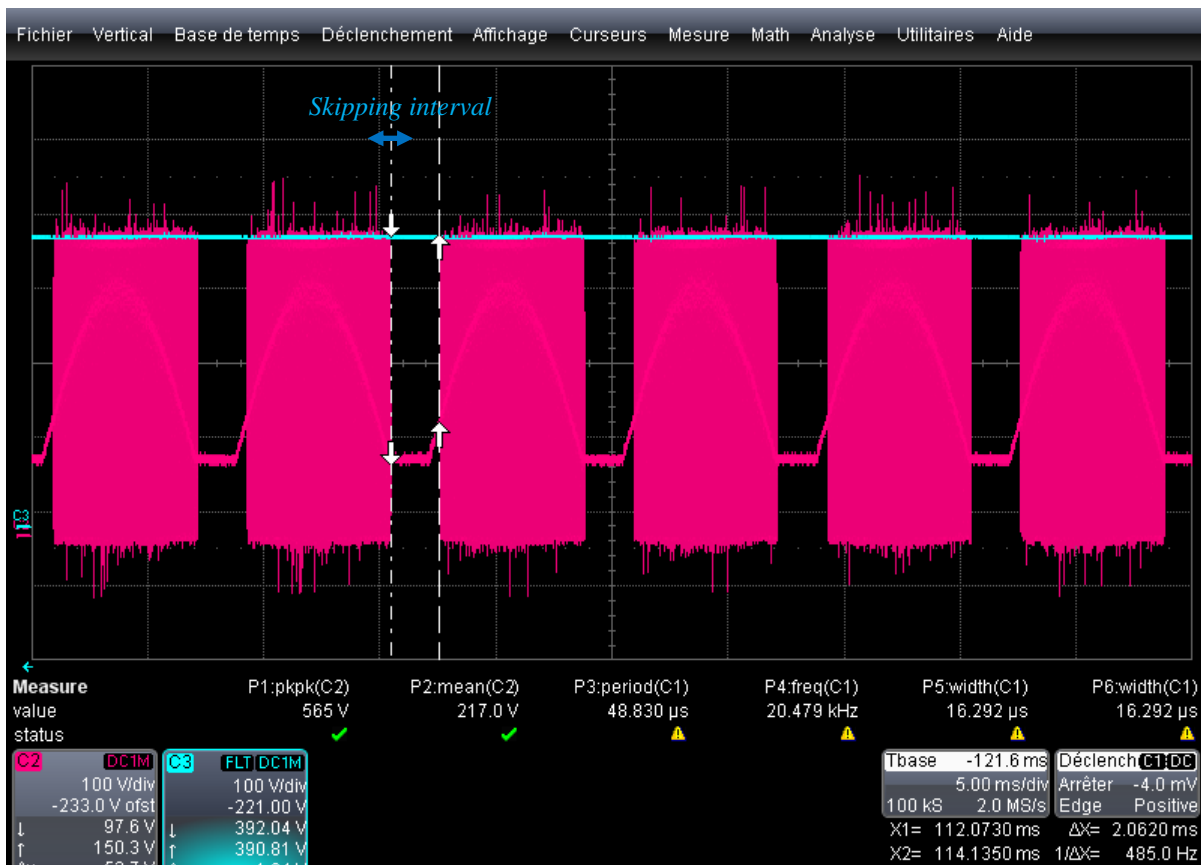 Fichier Vertical Base de temps Déclenchement Affichage Curseurs Mesure Math Analyse Utilitaires Aide
Skipping interval
C3
Measure P1:pkpk(C2) P2:mean(C2) P3:period(C1) P4:freq(C1) P5:width(C1) P6:width(C1)
value 565 V 217.0 V 48.830 µs 20.479 kHz 16.292 µs 16.292 µs
status
C2 DC1M C3 FLT DC1M Tbase -121.6 ms Déclench C1 DC
100 V/div 100 V/div 5.00 ms/div Arrêter -4.0 mV
-233.0 V ofst -221.00 V 100 kS 2.0 MS/s Edge Positive
97.6 V 392.04 V X1= 112.0730 ms ΔX= 2.0620 ms
150.3 V 390.81 V X2= 114.1350 ms 1/ΔX= 485.0 Hz